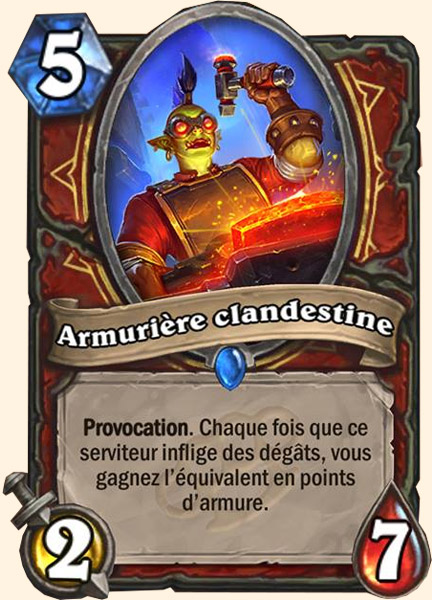 5
Armurière clandestine
Provocation. Chaque fois que ce
serviteur inflige des dégâts, vous
gagnez l'équivalent en points
d'armure.
2
7